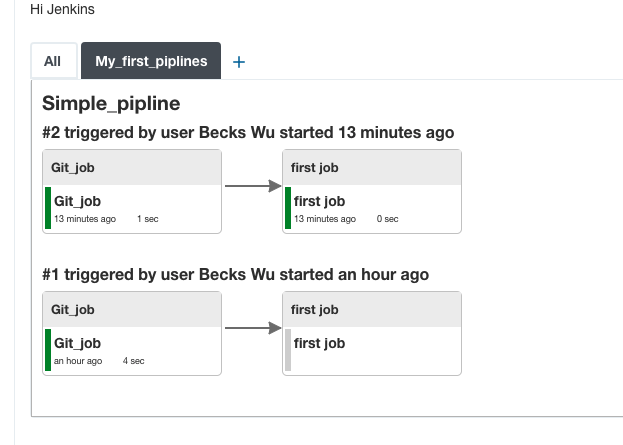 Hi Jenkins
All
My_first_piplines
+
Simple_pipline
#2 triggered by user Becks Wu started 13 minutes ago
Git_job
first job
Git_job
first job
13 minutes ago 1 sec
13 minutes ago 0 sec
#1 triggered by user Becks Wu started an hour ago
Git_job
first job
Git_job
first job
an hour ago 4 sec